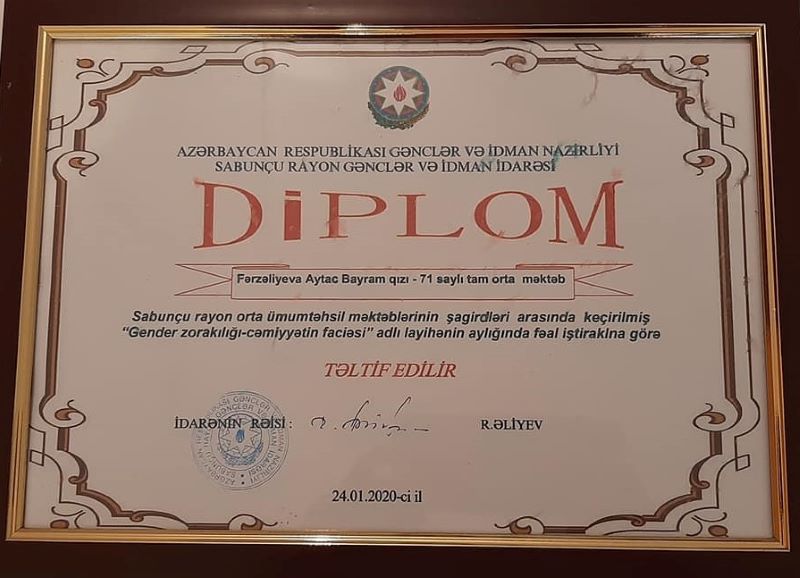 AZƏRBAYCAN RESPUBLIKASI GƏNCLƏR VƏ İDMAN NAZİRLİYİ
SABUNÇU RAYON GƏNCLƏR VƏ İDMAN İDARƏSİ
DİPLOM
Fərzəliyeva Aytac Bayram qızı - 71 saylı tam orta məktəb
Sabunçu rayon orta ümumtəhsil məktəblərinin şagirdləri arasında keçirilmiş
"Gender zorakılığı-cəmiyyətin faciəsi" adlı layihənin aylığında fəal iştirakına görə
TƏLTİF EDİLİR
İDARƏNİN RƏİSİ: R.ƏLİYEV
24.01.2020-ci il